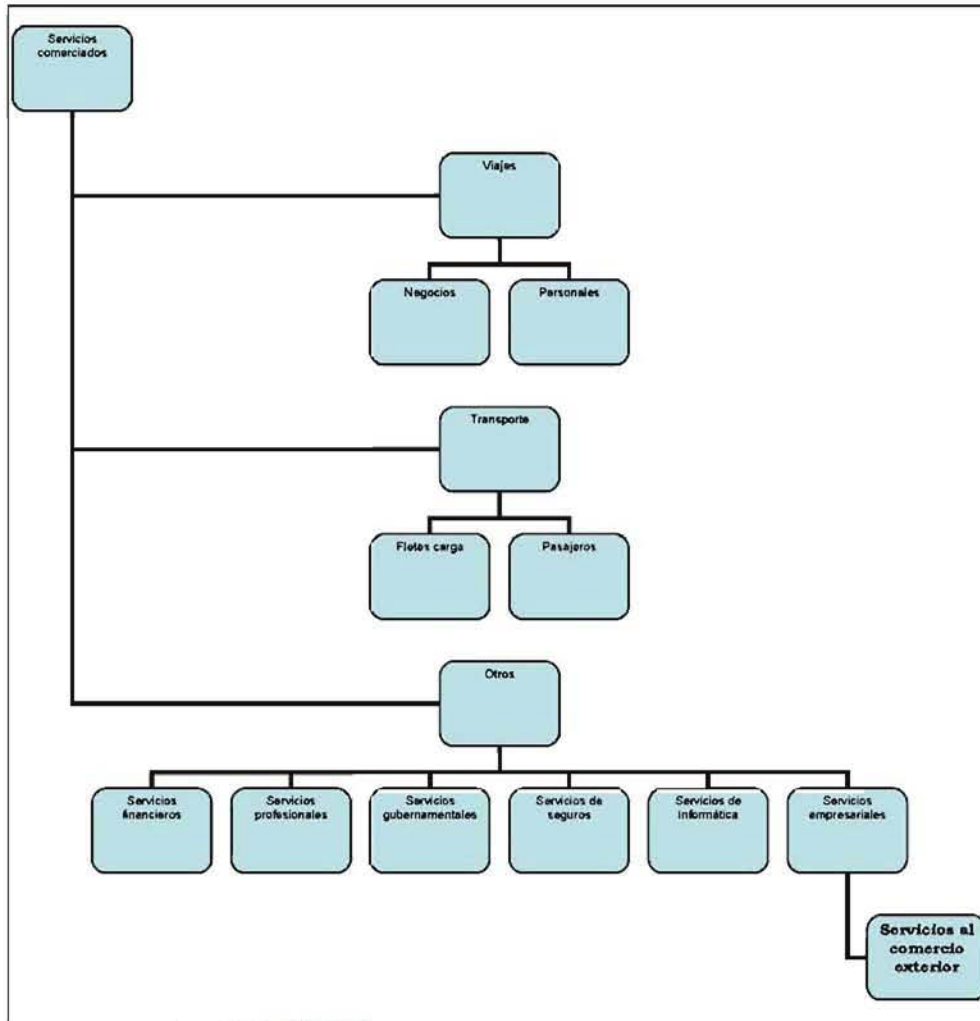 Servicios
comerciados
Viajes
Negocios
Personales
Transporte
Fletes carga
Pasajeros
Otros
Servicios
financieros
Servicios
profesionales
Servicios
gubernamentales
Servicios de
seguros
Servicios de
Informática
Servicios
empresariales
Servicios al
comercio
exterior